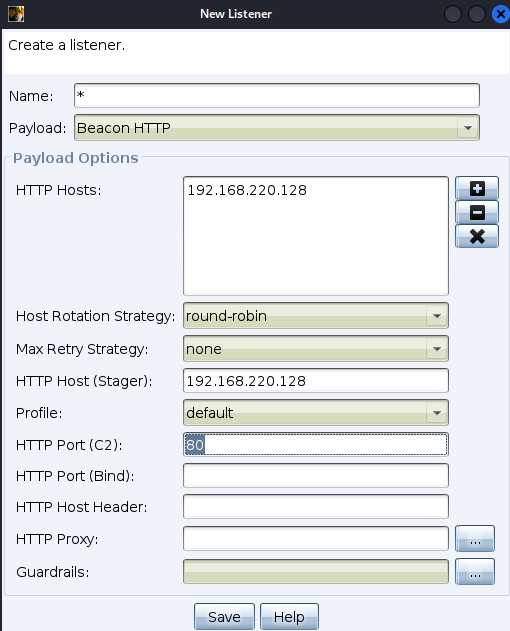 New Listener
Create a listener.
Name: *
Payload: Beacon HTTP
Payload Options
HTTP Hosts: 192.168.220.128
Host Rotation Strategy: round-robin
Max Retry Strategy: none
HTTP Host (Stager): 192.168.220.128
Profile: default
HTTP Port (C2): 80
HTTP Port (Bind):
HTTP Host Header:
HTTP Proxy: ...
Guardrails: ...
Save Help